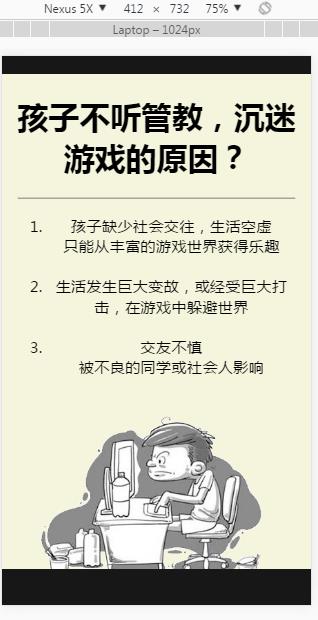 Nexus 5X ▼ 412 × 732 75% ▼
Laptop – 1024px
孩子不听管教，沉迷
游戏的原因？
1. 孩子缺少社会交往，生活空虚
只能从丰富的游戏世界获得乐趣
2. 生活发生巨大变故，或经受巨大打
击，在游戏中躲避世界
3. 交友不慎
被不良的同学或社会人影响